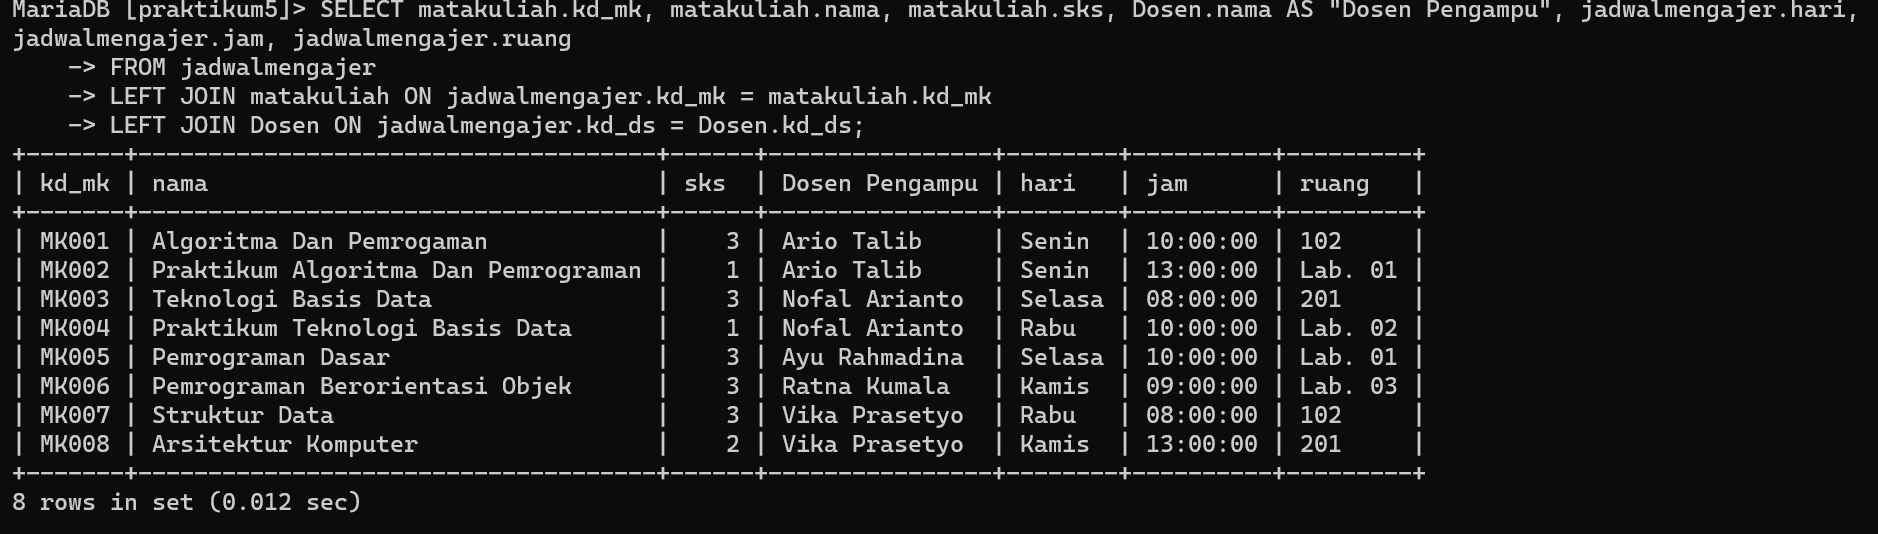 MariaDB [praktikum5]> SELECT matakuliah.kd_mk, matakuliah.nama, matakuliah.sks, Dosen.nama AS "Dosen Pengampu", jadwalmengajer.hari,
jadwalmengajer.jam, jadwalmengajer.ruang
    -> FROM jadwalmengajer
    -> LEFT JOIN matakuliah ON jadwalmengajer.kd_mk = matakuliah.kd_mk
    -> LEFT JOIN Dosen ON jadwalmengajer.kd_ds = Dosen.kd_ds;
+-------+-------------------------------------+------+----------------+--------+----------+---------+
| kd_mk | nama                                | sks  | Dosen Pengampu | hari   | jam      | ruang   |
+-------+-------------------------------------+------+----------------+--------+----------+---------+
| MK001 | Algoritma Dan Pemrogaman            |    3 | Ario Talib     | Senin  | 10:00:00 | 102     |
| MK002 | Praktikum Algoritma Dan Pemrograman |    1 | Ario Talib     | Senin  | 13:00:00 | Lab. 01 |
| MK003 | Teknologi Basis Data                |    3 | Nofal Arianto  | Selasa | 08:00:00 | 201     |
| MK004 | Praktikum Teknologi Basis Data      |    1 | Nofal Arianto  | Rabu   | 10:00:00 | Lab. 02 |
| MK005 | Pemrograman Dasar                   |    3 | Ayu Rahmadina  | Selasa | 10:00:00 | Lab. 01 |
| MK006 | Pemrograman Berorientasi Objek      |    3 | Ratna Kumala   | Kamis  | 09:00:00 | Lab. 03 |
| MK007 | Struktur Data                       |    3 | Vika Prasetyo  | Rabu   | 08:00:00 | 102     |
| MK008 | Arsitektur Komputer                 |    2 | Vika Prasetyo  | Kamis  | 13:00:00 | 201     |
+-------+-------------------------------------+------+----------------+--------+----------+---------+
8 rows in set (0.012 sec)